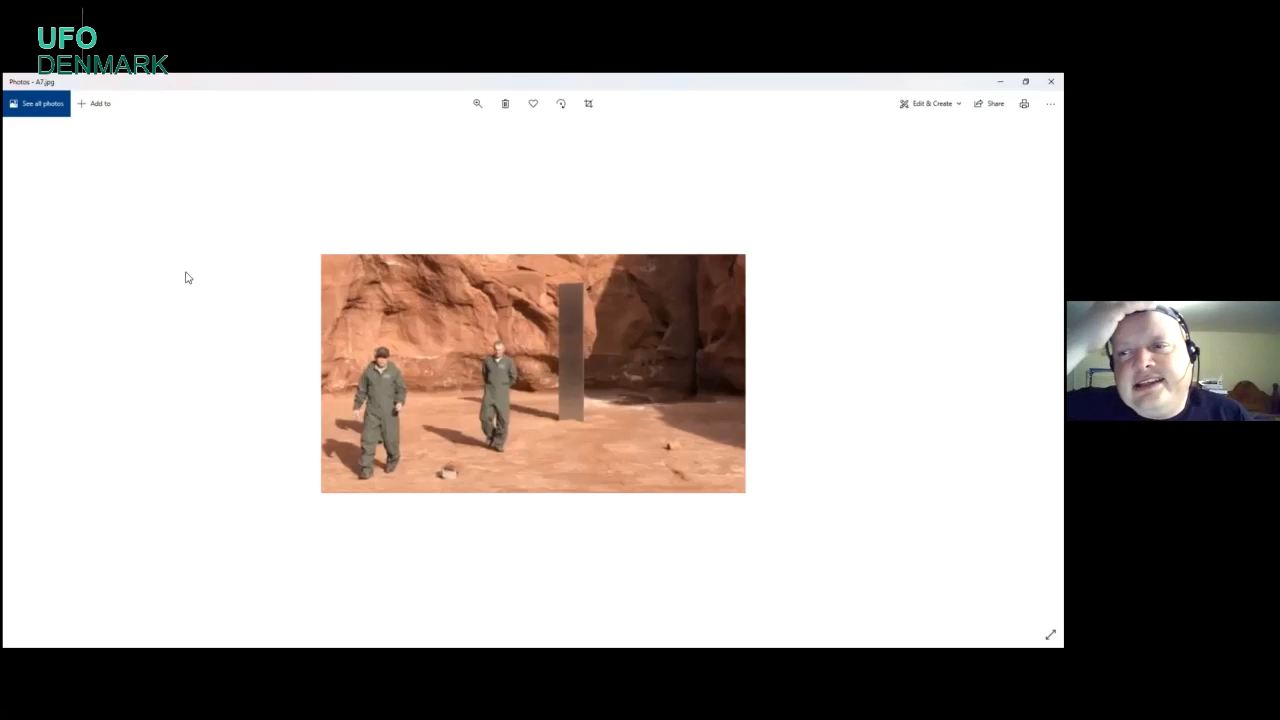 UFO
DENMARK
Photos - A7.jpg
See all photos
Add to
Edit & Create
Share